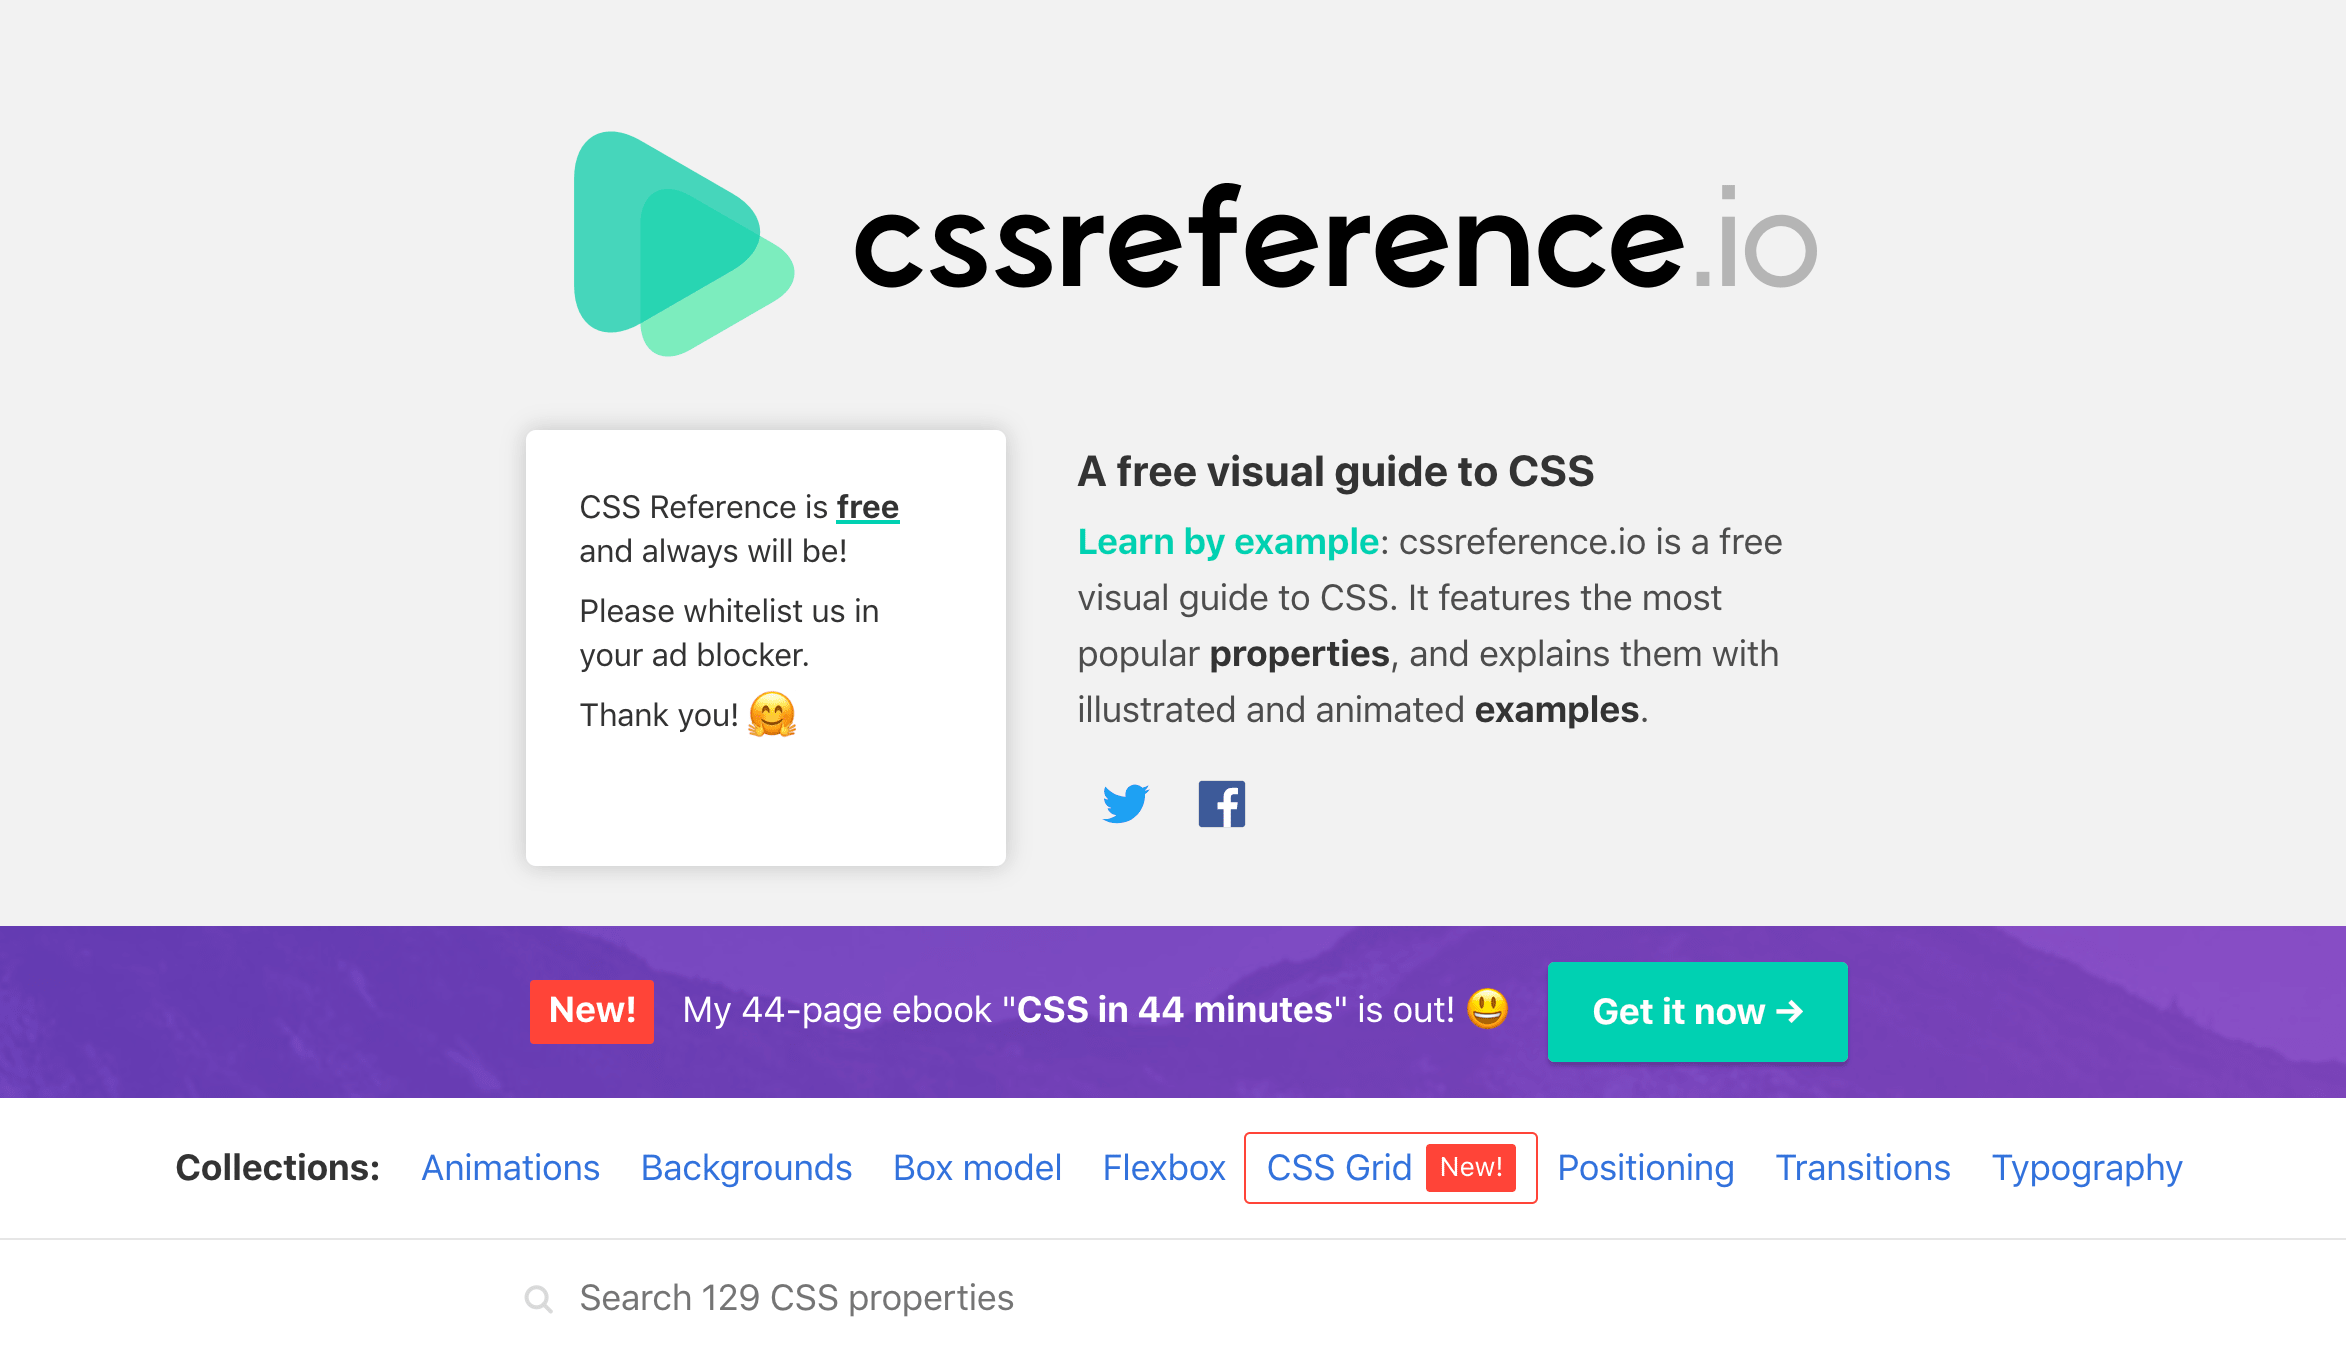 cssreference.io
CSS Reference is free
and always will be!
Please whitelist us in
your ad blocker.
Thank you! 🤗
A free visual guide to CSS
Learn by example: cssreference.io is a free
visual guide to CSS. It features the most
popular properties, and explains them with
illustrated and animated examples.
New! My 44-page ebook "CSS in 44 minutes" is out! 😃 Get it now →
Collections: Animations Backgrounds Box model Flexbox CSS Grid New! Positioning Transitions Typography
Search 129 CSS properties